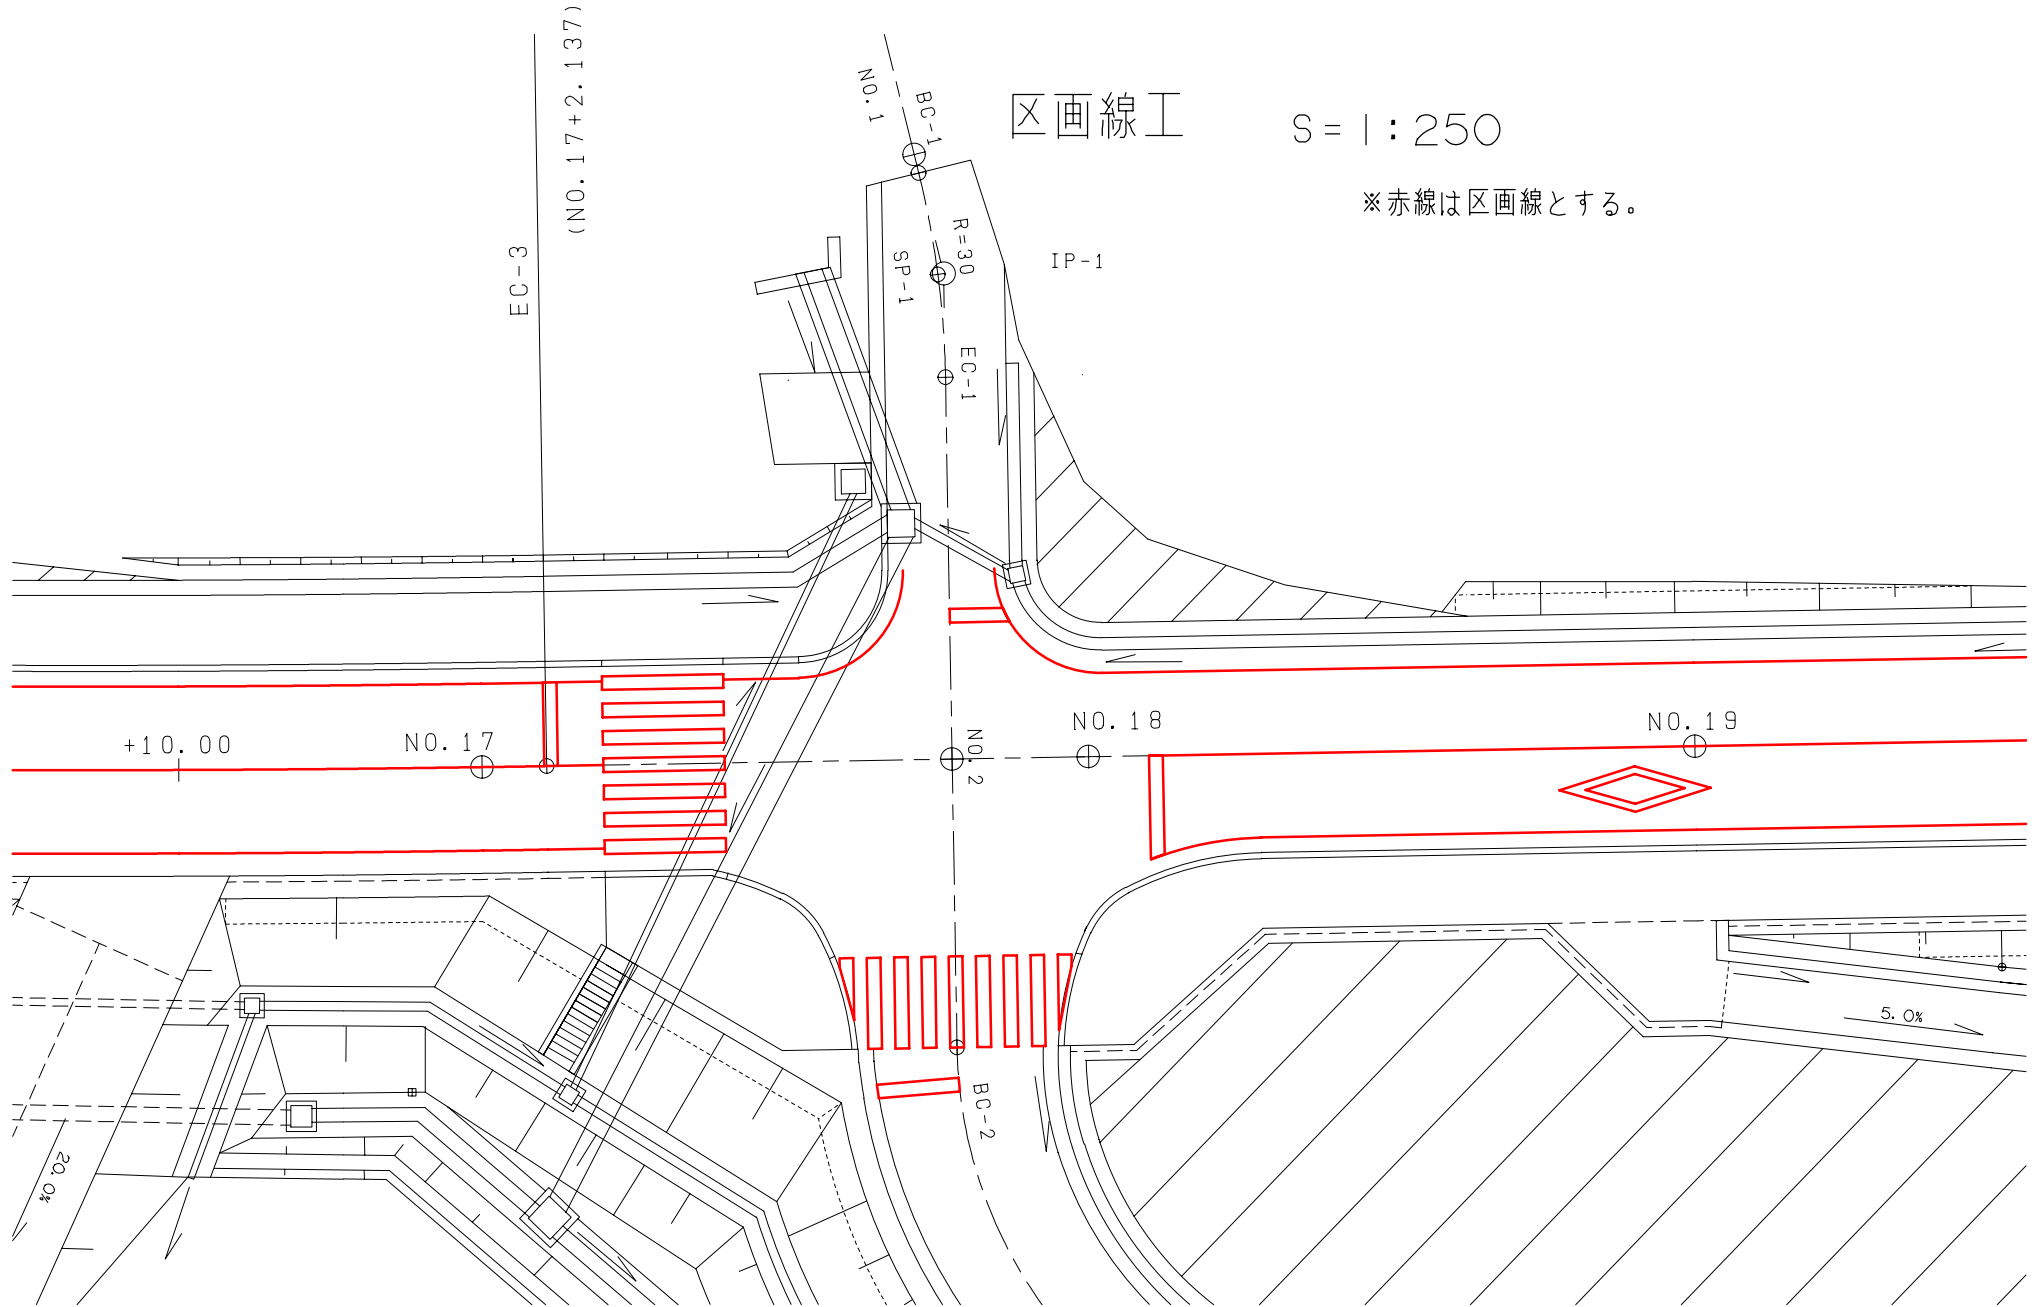 区画線工 S=1:250
※赤線は区画線とする。
EC-3
(NO.17+2.137)
NO.1
BC-1
R=30
SP-1
IP-1
EC-1
+10.00
NO.17
NO.2
NO.18
NO.19
BC-2
5.0%
20.0%